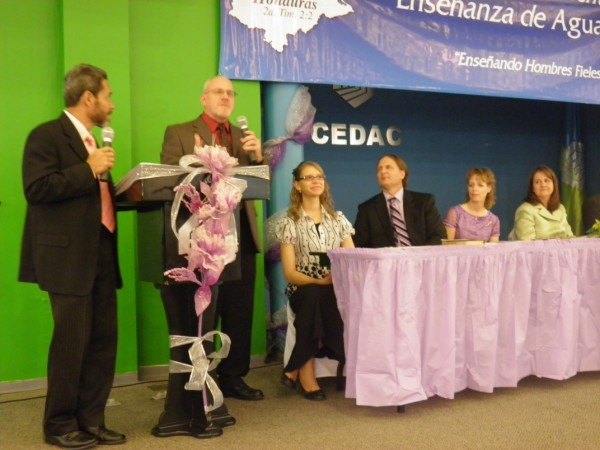 Honduras
2a. Tim. 2:2
Enseñanza de Agua
"Enseñando Hombres Fieles
CEDAC